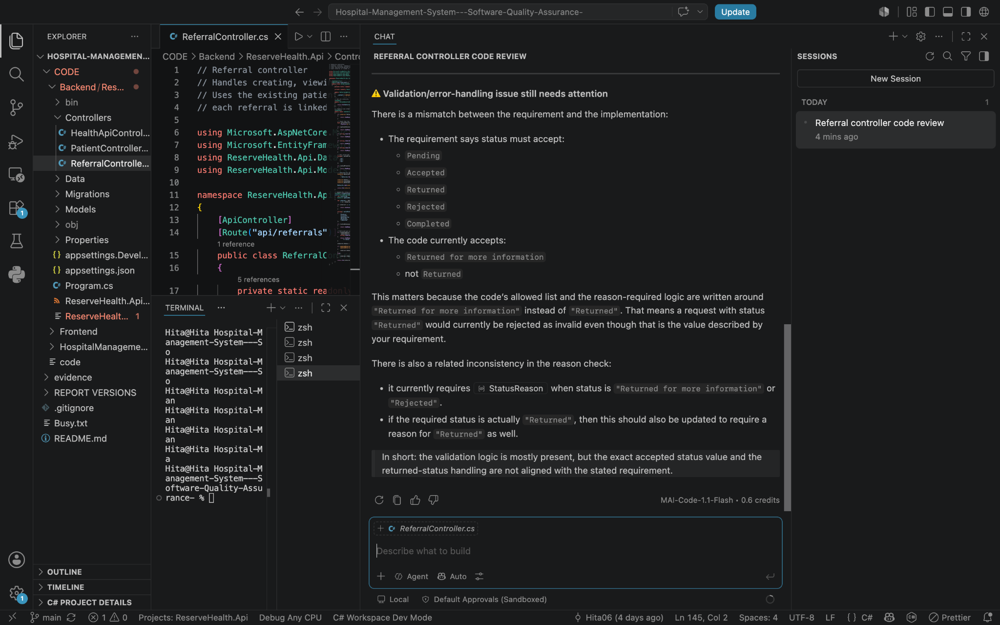 Hospital-Management-System---Software-Quality-Assurance-
Update
EXPLORER
HOSPITAL-MANAGEMEN...
CODE
Backend/Res...
bin
Controllers
HealthApiControl...
PatientController...
ReferralControlle...
Data
Migrations
Models
obj
Properties
appsettings.Devel...
appsettings.json
Program.cs
ReserveHealth.Api...
ReserveHealt... 1
Frontend
HospitalManageme...
code
evidence
REPORT VERSIONS
.gitignore
Busy.txt
README.md
OUTLINE
TIMELINE
C# PROJECT DETAILS
1
1
ReferralController.cs
CODE > Backend > ReserveHealth.Api > Contro
1 // Referral controller
2 // Handles creating, viewi
3 // Uses the existing patie
4 // each referral is linked
5
6 using Microsoft.AspNetCore.
7 using Microsoft.EntityFram
8 using ReserveHealth.Api.Da
9 using ReserveHealth.Api.Mo
10
11 namespace ReserveHealth.Ap
12 {
13 [ApiController]
14 [Route("api/referrals")]
1 reference
15 public class ReferralCon
16 {
5 references
17 private static readonly
TERMINAL
Hita@Hita Hospital-M
anagement-System---S
o
Hita@Hita Hospital-M
anagement-System---S
o
Hita@Hita Hospital-M
an
Hita@Hita Hospital-M
an
Hita@Hita Hospital-M
an
Hita@Hita Hospital-M
a
Hita@Hita Hospital-M
anagement-System---S
oftware-Quality-Assu
rance- %
zsh
zsh
zsh
zsh
CHAT
REFERRAL CONTROLLER CODE REVIEW
Validation/error-handling issue still needs attention
There is a mismatch between the requirement and the implementation:
• The requirement says status must accept:
Pending
Accepted
Returned
Rejected
Completed
• The code currently accepts:
Returned for more information
not Returned
This matters because the code’s allowed list and the reason-required logic are written around
"Returned for more information" instead of "Returned". That means a request with status
"Returned" would currently be rejected as invalid even though that is the value described by
your requirement.
There is also a related inconsistency in the reason check:
• it currently requires StatusReason when status is "Returned for more information" or
"Rejected".
• if the required status is actually "Returned", then this should also be updated to require a
reason for "Returned" as well.
In short: the validation logic is mostly present, but the exact accepted status value and the
returned-status handling are not aligned with the stated requirement.
MAI-Code-1.1-Flash • 0.6 credits
ReferralController.cs
Describe what to build
Agent Auto
Local Default Approvals (Sandboxed)
SESSIONS
New Session
TODAY 1
Referral controller code review
4 mins ago
main 1 0 Projects: ReserveHealth.Api Debug Any CPU C# Workspace Dev Mode Hita06 (4 days ago) Ln 145, Col 2 Spaces: 4 UTF-8 LF { } C# Prettier